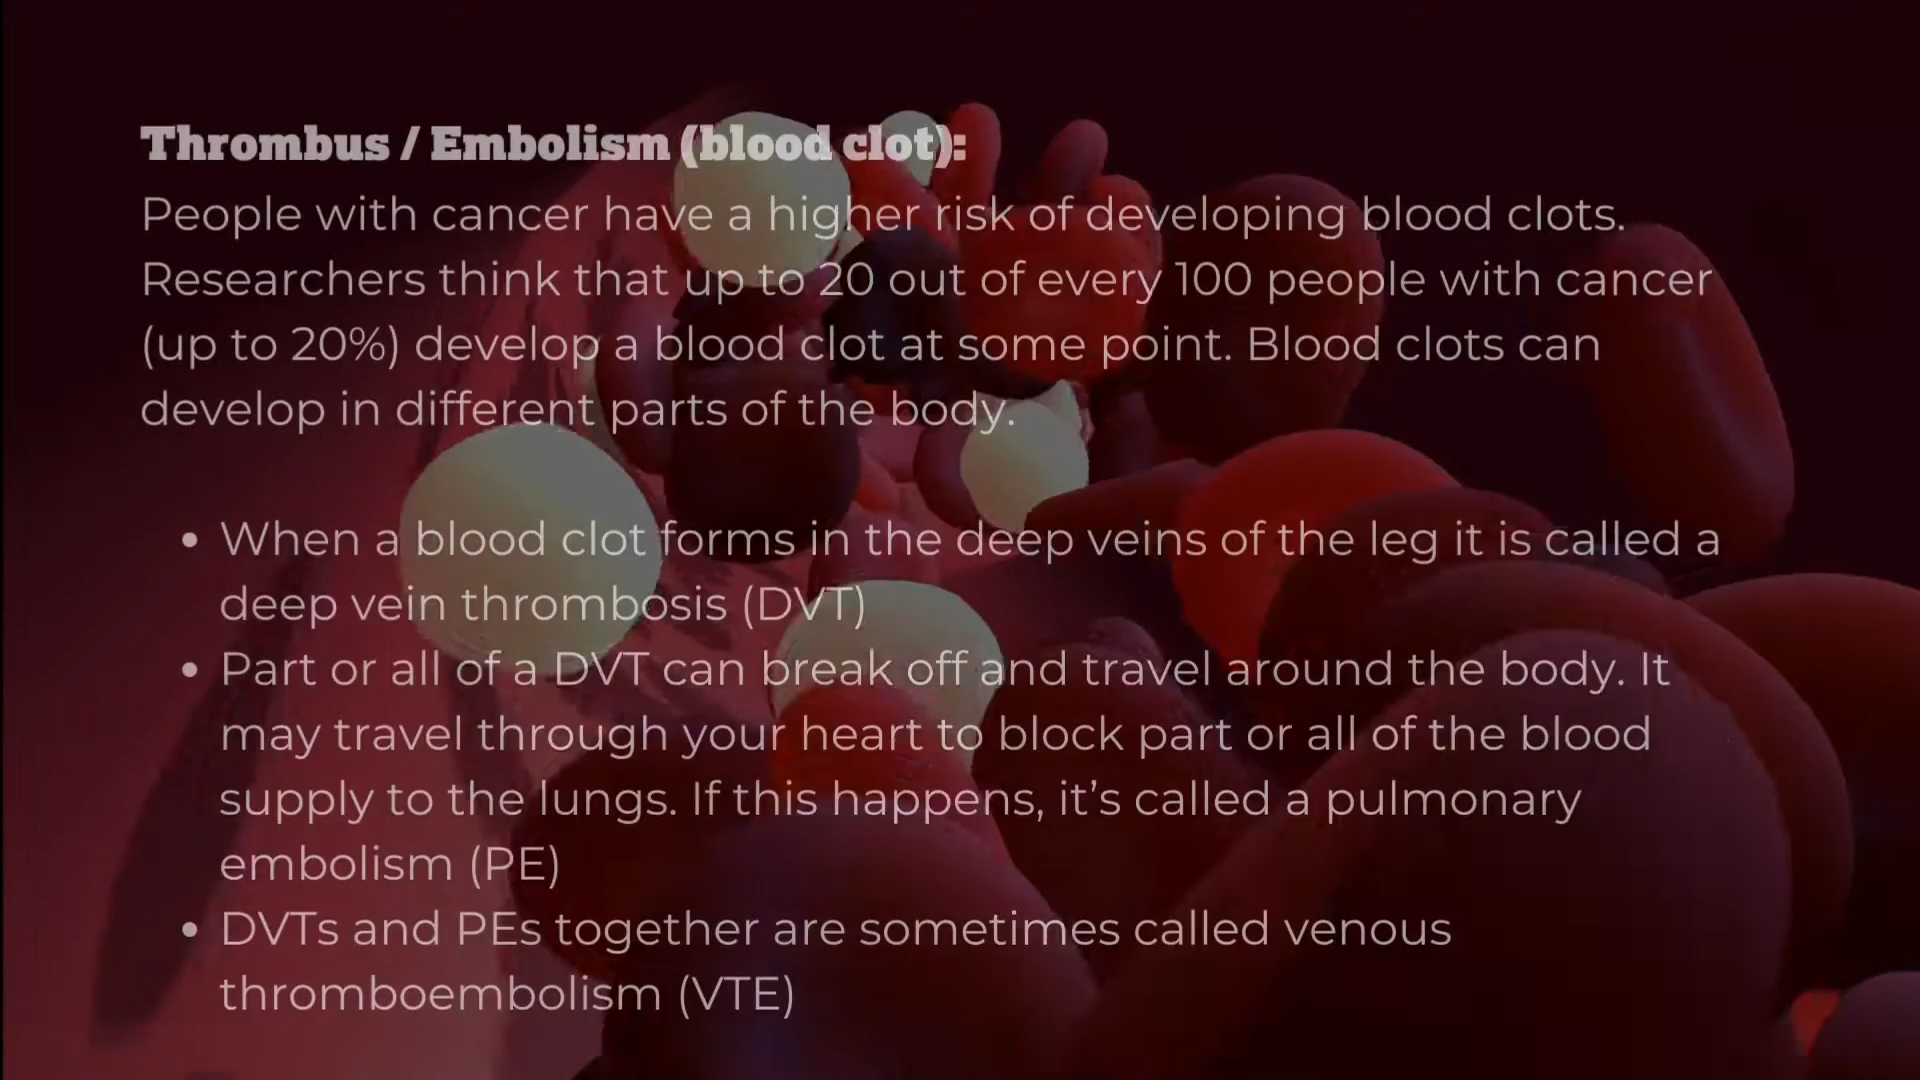 Thrombus / Embolism (blood clot):
People with cancer have a higher risk of developing blood clots.
Researchers think that up to 20 out of every 100 people with cancer
(up to 20%) develop a blood clot at some point. Blood clots can
develop in different parts of the body.
• When a blood clot forms in the deep veins of the leg it is called a
deep vein thrombosis (DVT)
• Part or all of a DVT can break off and travel around the body. It
may travel through your heart to block part or all of the blood
supply to the lungs. If this happens, it’s called a pulmonary
embolism (PE)
• DVTs and PEs together are sometimes called venous
thromboembolism (VTE)